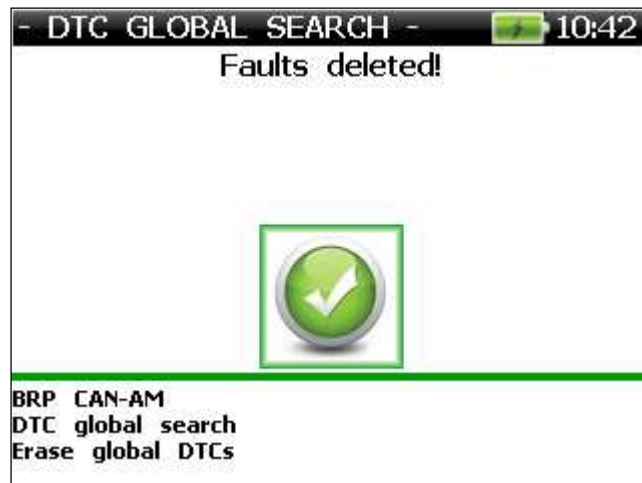 - DTC GLOBAL SEARCH - 10:42
Faults deleted!
BRP CAN-AM
DTC global search
Erase global DTCs